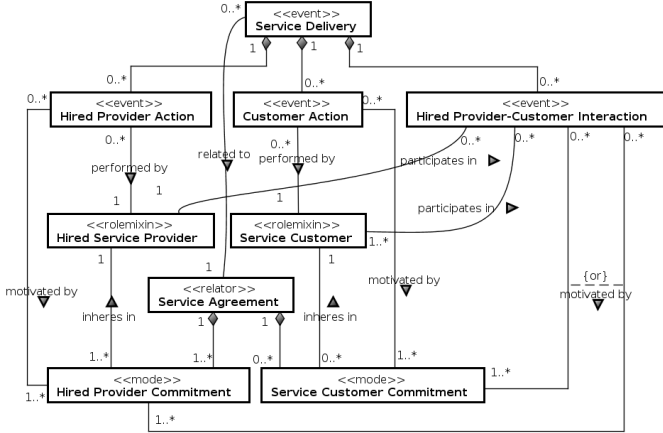 0..*
<<event>>
Service Delivery
1
1
1
0..*
0..*
0..*
0..*
<<event>>
Hired Provider Action
<<event>>
Customer Action
0..*
<<event>>
Hired Provider-Customer Interaction
0..*
0..*
0..*
0..*
0..*
0..*
performed by
related to
performed by
participates in
1
1
1
participates in
<<rolemixin>>
Hired Service Provider
<<rolemixin>>
Service Customer
1..*
1
1
1
{or}
motivated by
<<relator>>
Service Agreement
motivated by
motivated by
inheres in
1
1
inheres in
1..*
1..*
0..*
0..*
1..*
<<mode>>
Hired Provider Commitment
<<mode>>
Service Customer Commitment
1..*
1..*
1..*